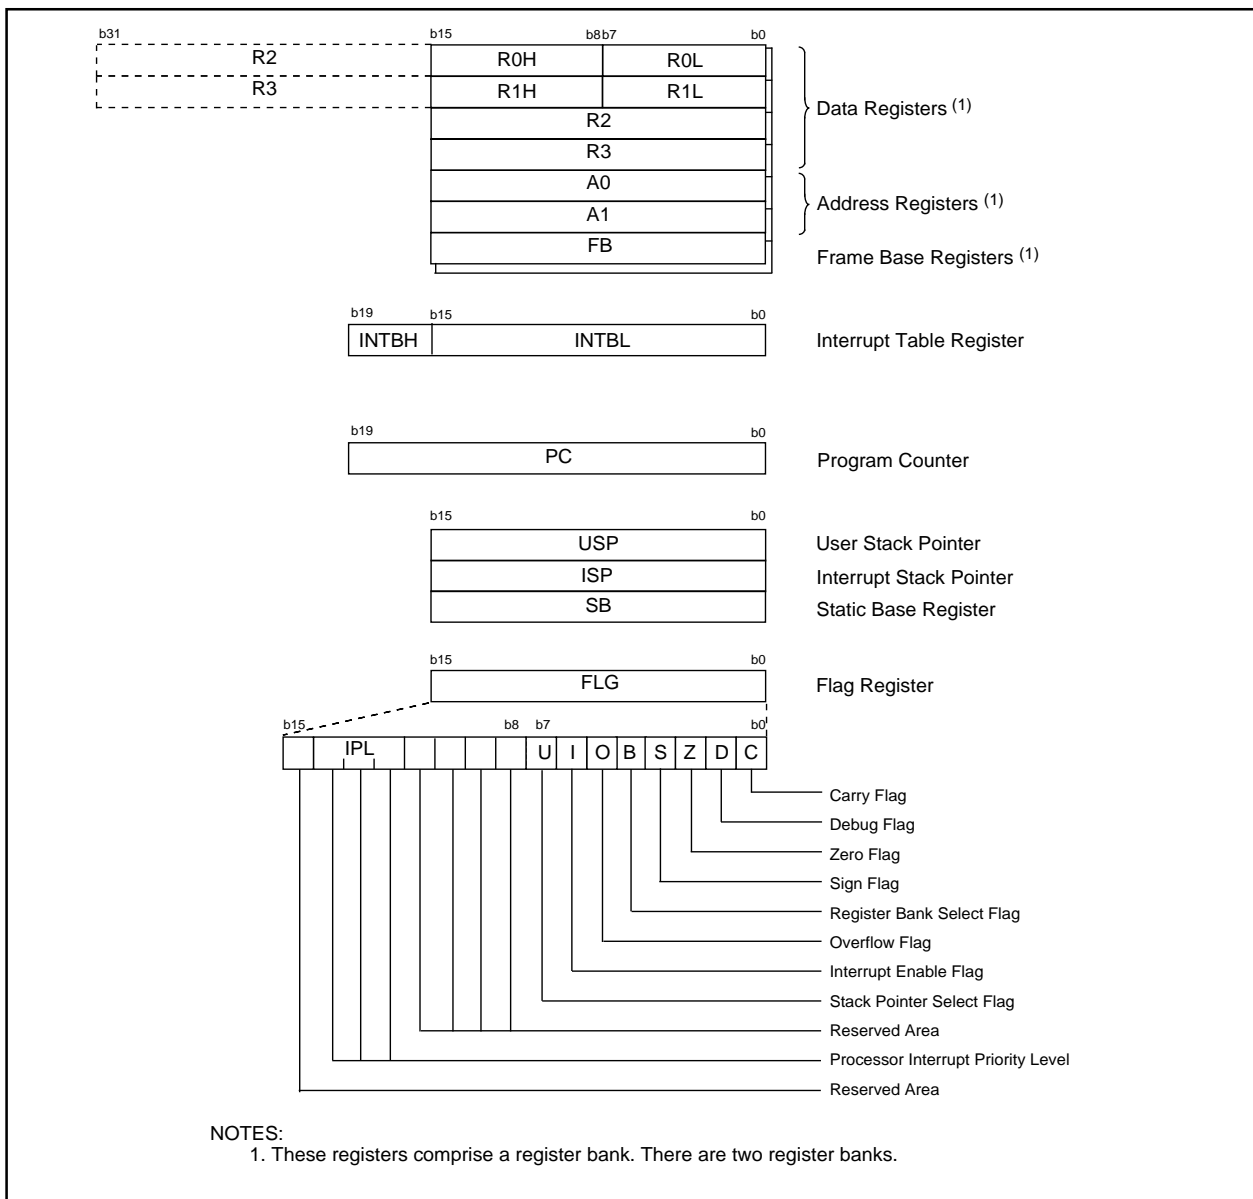 b31 b15 b8b7 b0
R2 R0H R0L
R3 R1H R1L
Data Registers (1)
R2
R3
A0
Address Registers (1)
A1
FB
Frame Base Registers (1)
b19 b15 b0
INTBH INTBL Interrupt Table Register
b19 b0
PC Program Counter
b15 b0
USP User Stack Pointer
ISP Interrupt Stack Pointer
SB Static Base Register
b15 b0
FLG Flag Register
b15 b8 b7 b0
IPL U I O B S Z D C
Carry Flag
Debug Flag
Zero Flag
Sign Flag
Register Bank Select Flag
Overflow Flag
Interrupt Enable Flag
Stack Pointer Select Flag
Reserved Area
Processor Interrupt Priority Level
Reserved Area
NOTES:
1. These registers comprise a register bank. There are two register banks.